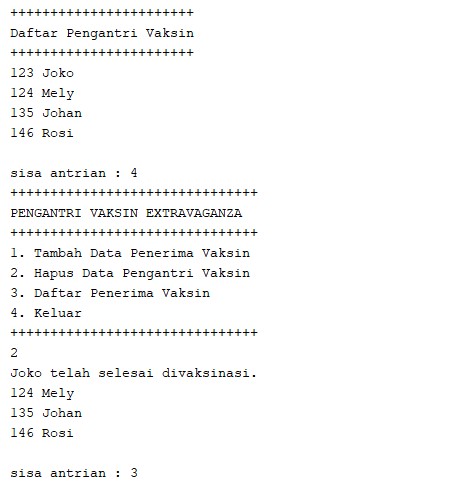 +++++++++++++++++++++++
Daftar Pengantri Vaksin
+++++++++++++++++++++++
123 Joko
124 Mely
135 Johan
146 Rosi

sisa antrian : 4
+++++++++++++++++++++++++++++++
PENGANTRI VAKSIN EXTRAVAGANZA
+++++++++++++++++++++++++++++++
1. Tambah Data Penerima Vaksin
2. Hapus Data Pengantri Vaksin
3. Daftar Penerima Vaksin
4. Keluar
+++++++++++++++++++++++++++++++
2
Joko telah selesai divaksinasi.
124 Mely
135 Johan
146 Rosi

sisa antrian : 3